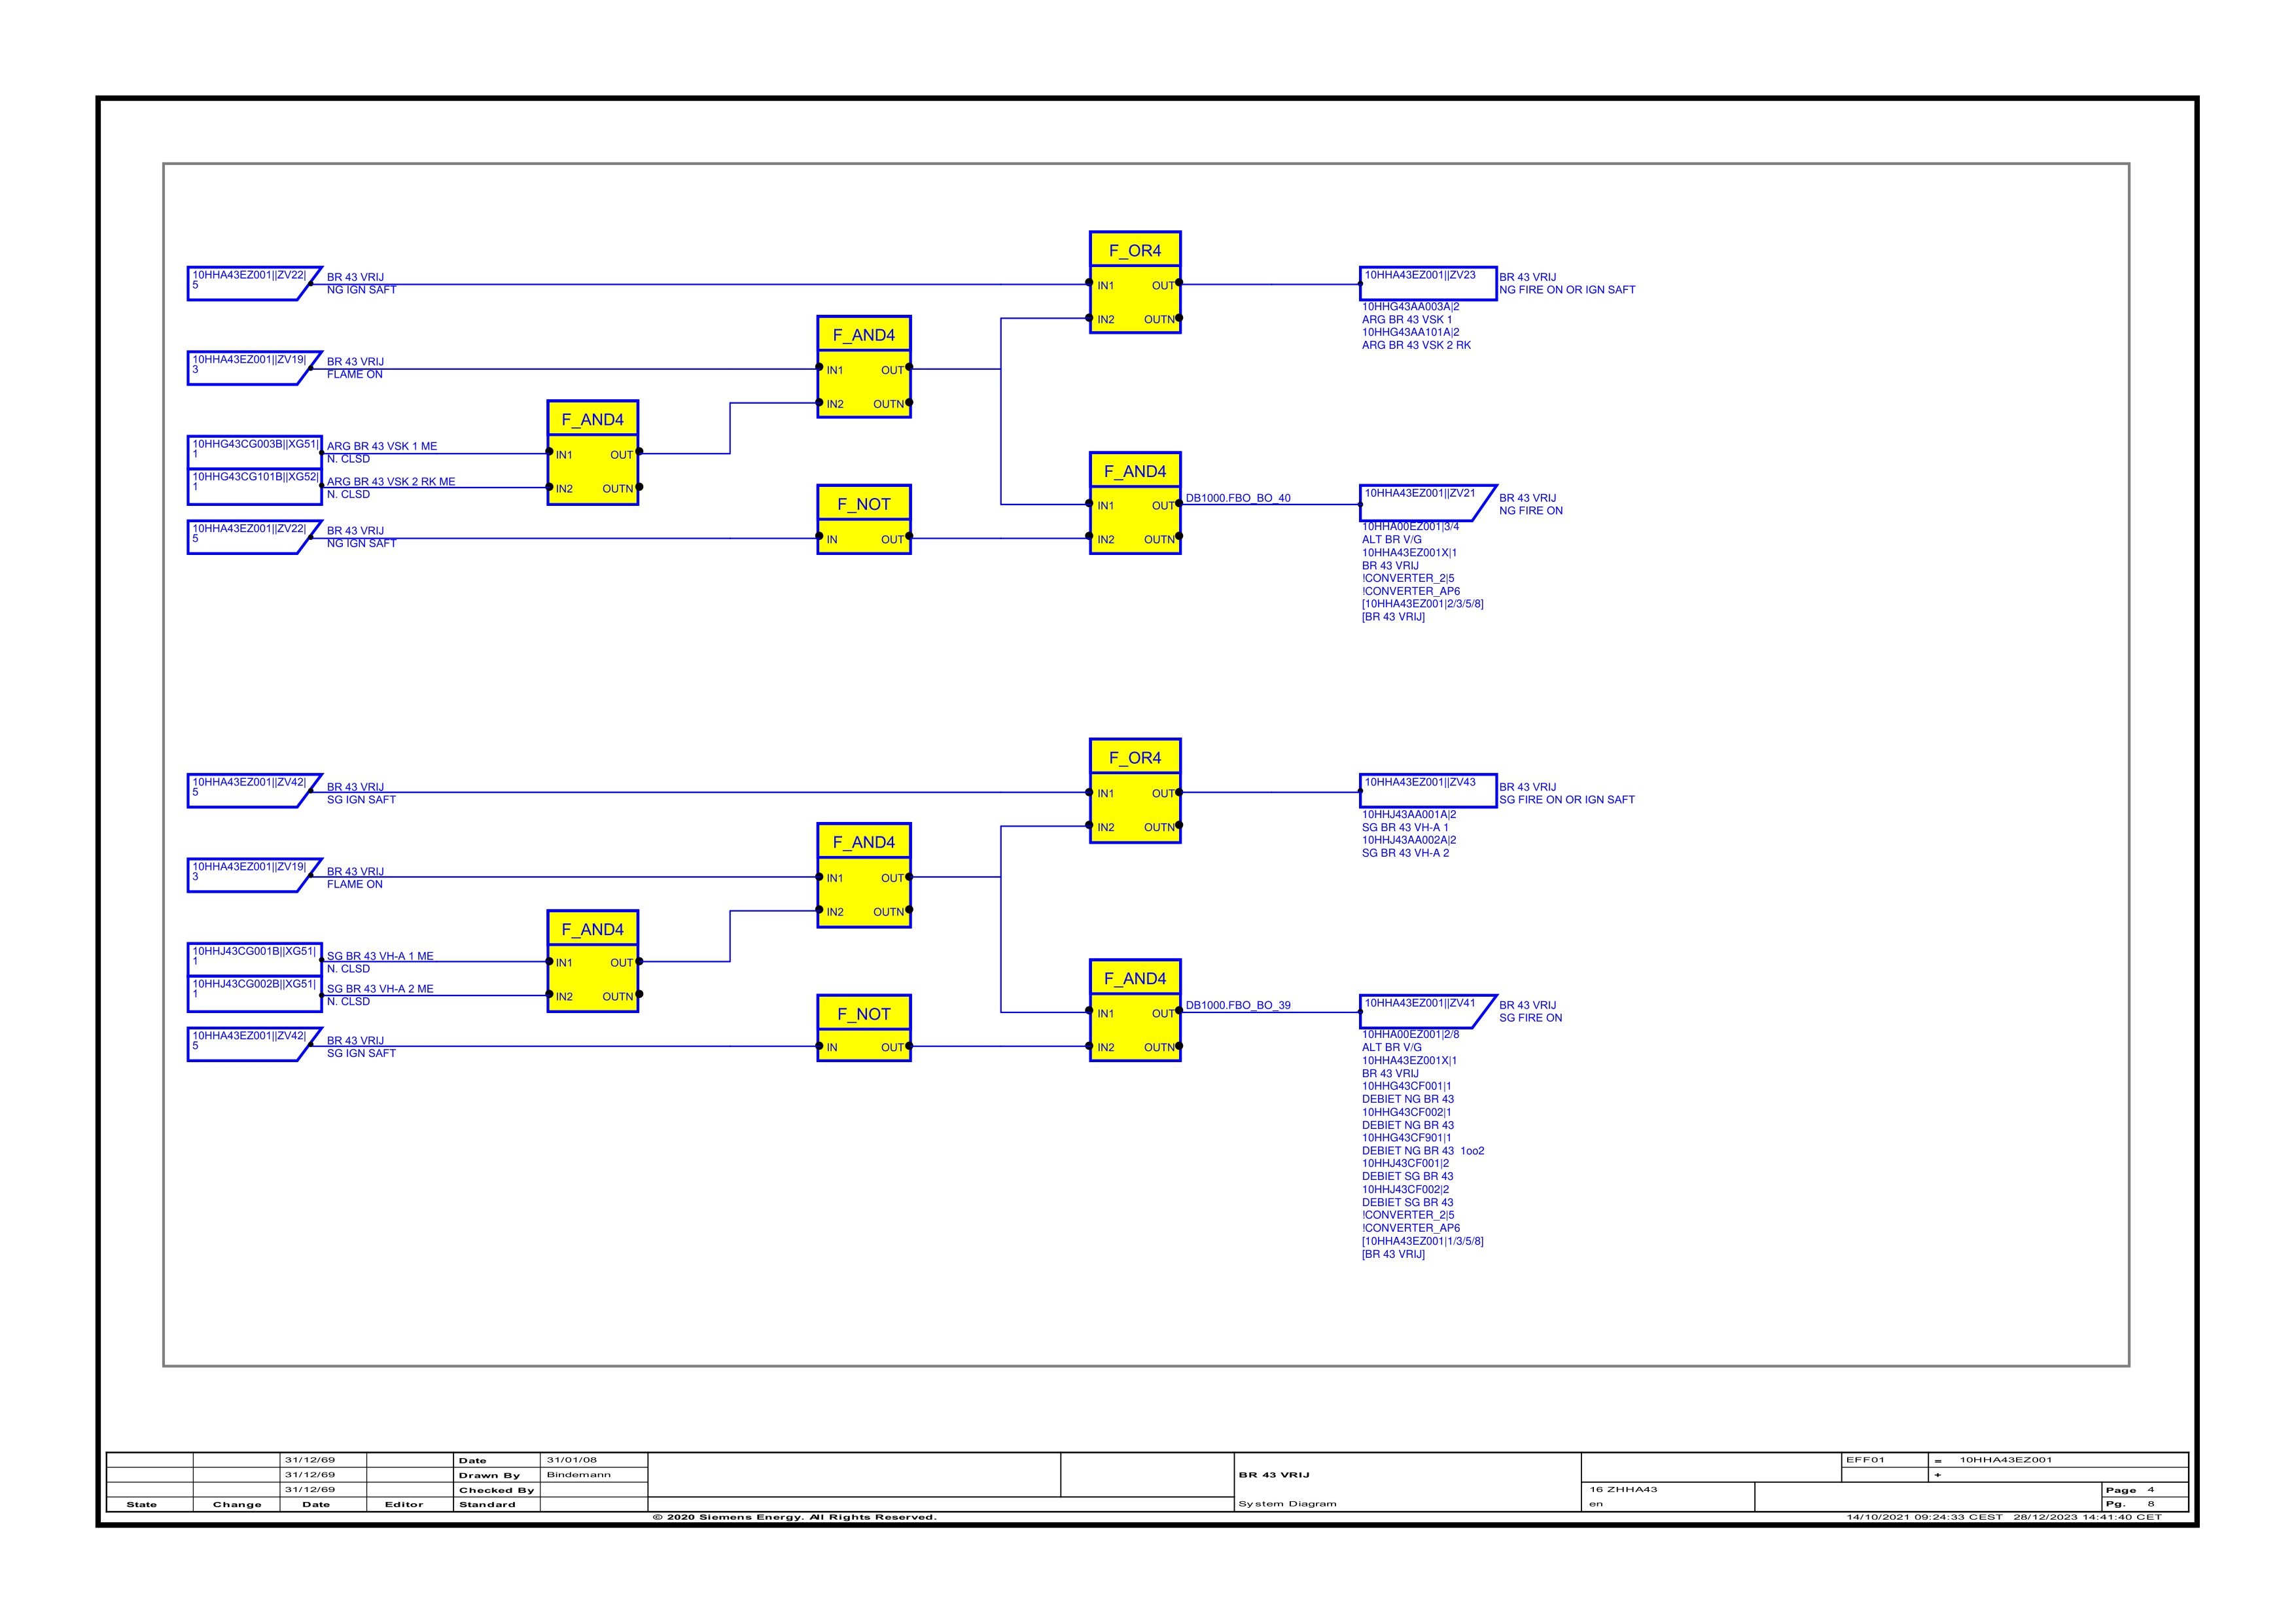 F_OR4
10HHA43EZ001||ZV22|
5
BR 43 VRIJ
NG IGN SAFT
IN1 OUT
IN2 OUTN
10HHA43EZ001||ZV23
BR 43 VRIJ
NG FIRE ON OR IGN SAFT
10HHG43AA003A|2
ARG BR 43 VSK 1
10HHG43AA101A|2
ARG BR 43 VSK 2 RK
F_AND4
10HHA43EZ001||ZV19|
3
BR 43 VRIJ
FLAME ON
IN1 OUT
IN2 OUTN
F_AND4
10HHG43CG003B||XG51|
1
ARG BR 43 VSK 1 ME
N. CLSD
IN1 OUT
10HHG43CG101B||XG52|
1
ARG BR 43 VSK 2 RK ME
N. CLSD
IN2 OUTN
F_AND4
F_NOT
IN1 OUT
DB1000.FBO_BO_40
10HHA43EZ001||ZV21
BR 43 VRIJ
NG FIRE ON
10HHA43EZ001||ZV22|
5
BR 43 VRIJ
NG IGN SAFT
IN OUT
IN2 OUTN
10HHA00EZ001|3/4
ALT BR V/G
10HHA43EZ001X|1
BR 43 VRIJ
!CONVERTER_2|5
!CONVERTER_AP6
[10HHA43EZ001|2/3/5/8]
[BR 43 VRIJ]
F_OR4
10HHA43EZ001||ZV42|
5
BR 43 VRIJ
SG IGN SAFT
IN1 OUT
IN2 OUTN
10HHA43EZ001||ZV43
BR 43 VRIJ
SG FIRE ON OR IGN SAFT
10HHJ43AA001A|2
SG BR 43 VH-A 1
10HHJ43AA002A|2
SG BR 43 VH-A 2
F_AND4
10HHA43EZ001||ZV19|
3
BR 43 VRIJ
FLAME ON
IN1 OUT
IN2 OUTN
F_AND4
10HHJ43CG001B||XG51|
1
SG BR 43 VH-A 1 ME
N. CLSD
IN1 OUT
10HHJ43CG002B||XG51|
1
SG BR 43 VH-A 2 ME
N. CLSD
IN2 OUTN
F_AND4
F_NOT
IN1 OUT
DB1000.FBO_BO_39
10HHA43EZ001||ZV41
BR 43 VRIJ
SG FIRE ON
10HHA43EZ001||ZV42|
5
BR 43 VRIJ
SG IGN SAFT
IN OUT
IN2 OUTN
10HHA00EZ001|2/8
ALT BR V/G
10HHA43EZ001X|1
BR 43 VRIJ
10HHG43CF001|1
DEBIET NG BR 43
10HHG43CF002|1
DEBIET NG BR 43
10HHG43CF901|1
DEBIET NG BR 43 1oo2
10HHJ43CF001|2
DEBIET SG BR 43
10HHJ43CF002|2
DEBIET SG BR 43
!CONVERTER_2|5
!CONVERTER_AP6
[10HHA43EZ001|1/3/5/8]
[BR 43 VRIJ]
31/12/69 Date 31/01/08 EFF01 = 10HHA43EZ001
31/12/69 Drawn By Bindemann BR 43 VRIJ +
31/12/69 Checked By 16 ZHHA43 Page 4
State Change Date Editor Standard System Diagram en Pg. 8
© 2020 Siemens Energy. All Rights Reserved. 14/10/2021 09:24:33 CEST 28/12/2023 14:41:40 CET